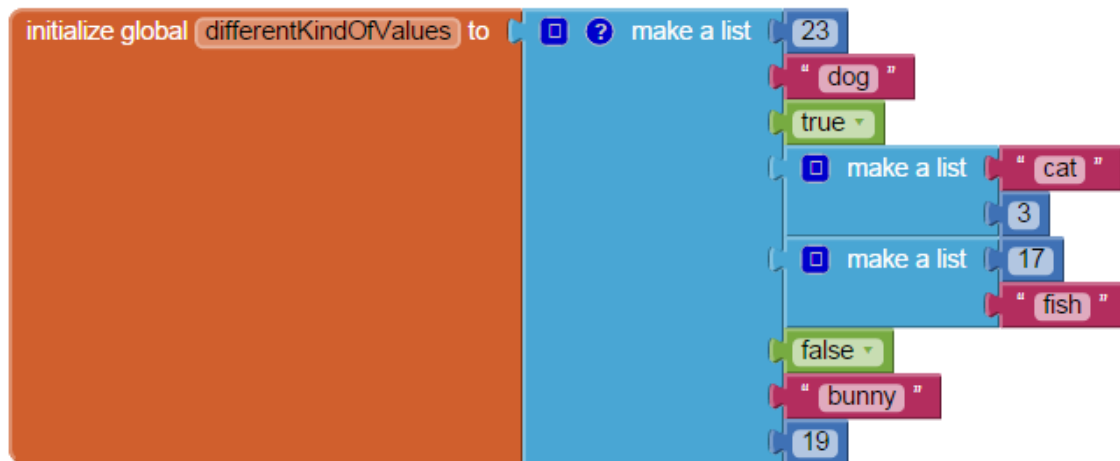 initialize global differentKindOfValues to ? make a list 23
“ dog ”
true
make a list “ cat ”
3
make a list 17
“ fish ”
false
“ bunny ”
19